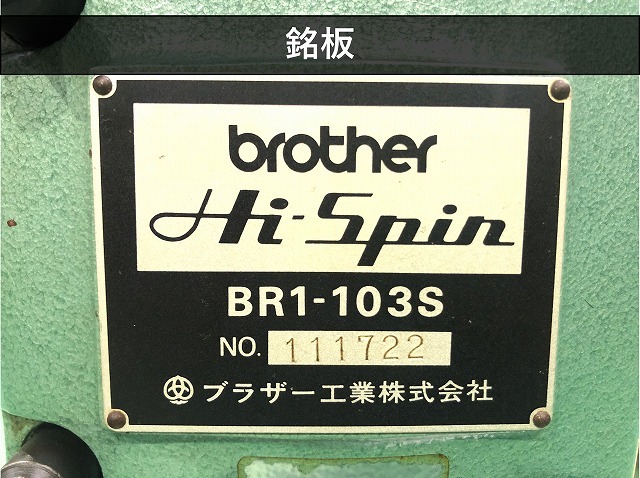 銘板
brother
Hi-Spin
BR1-103S
NO. 111722
ブラザー工業株式会社